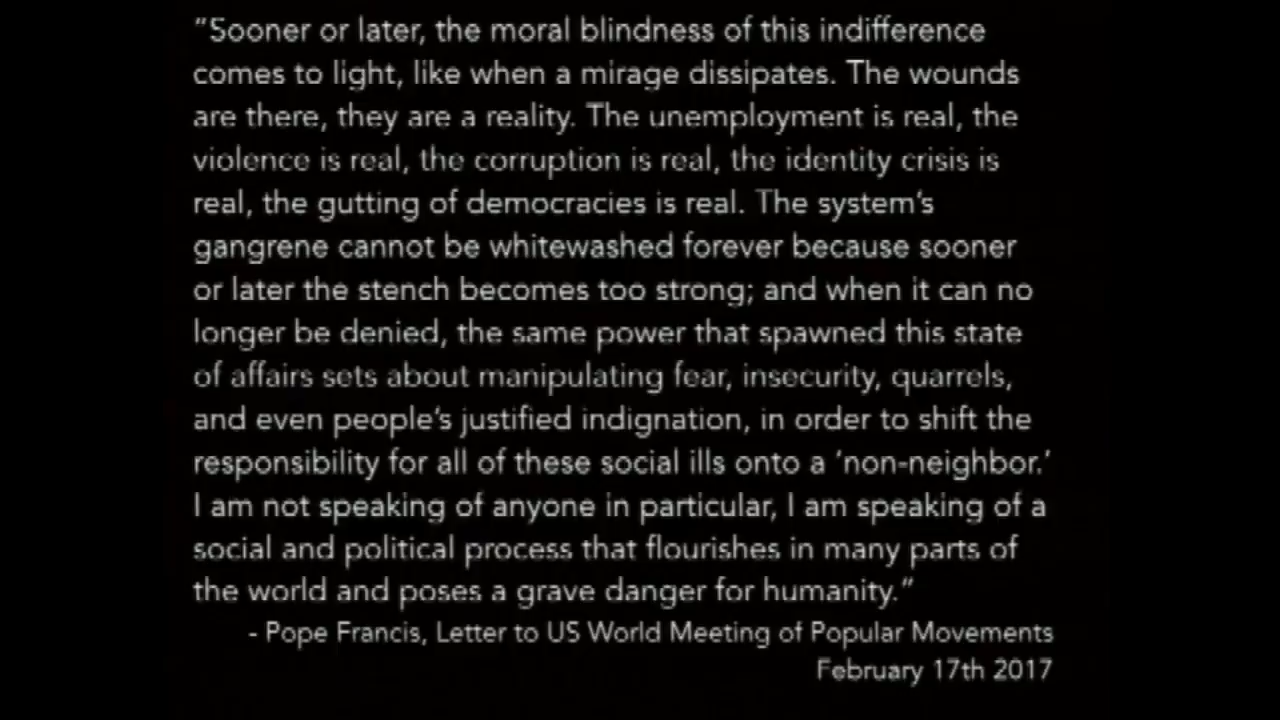 “Sooner or later, the moral blindness of this indifference
comes to light, like when a mirage dissipates. The wounds
are there, they are a reality. The unemployment is real, the
violence is real, the corruption is real, the identity crisis is
real, the gutting of democracies is real. The system’s
gangrene cannot be whitewashed forever because sooner
or later the stench becomes too strong; and when it can no
longer be denied, the same power that spawned this state
of affairs sets about manipulating fear, insecurity, quarrels,
and even people’s justified indignation, in order to shift the
responsibility for all of these social ills onto a ‘non-neighbor.’
I am not speaking of anyone in particular, I am speaking of a
social and political process that flourishes in many parts of
the world and poses a grave danger for humanity.”
- Pope Francis, Letter to US World Meeting of Popular Movements
February 17th 2017